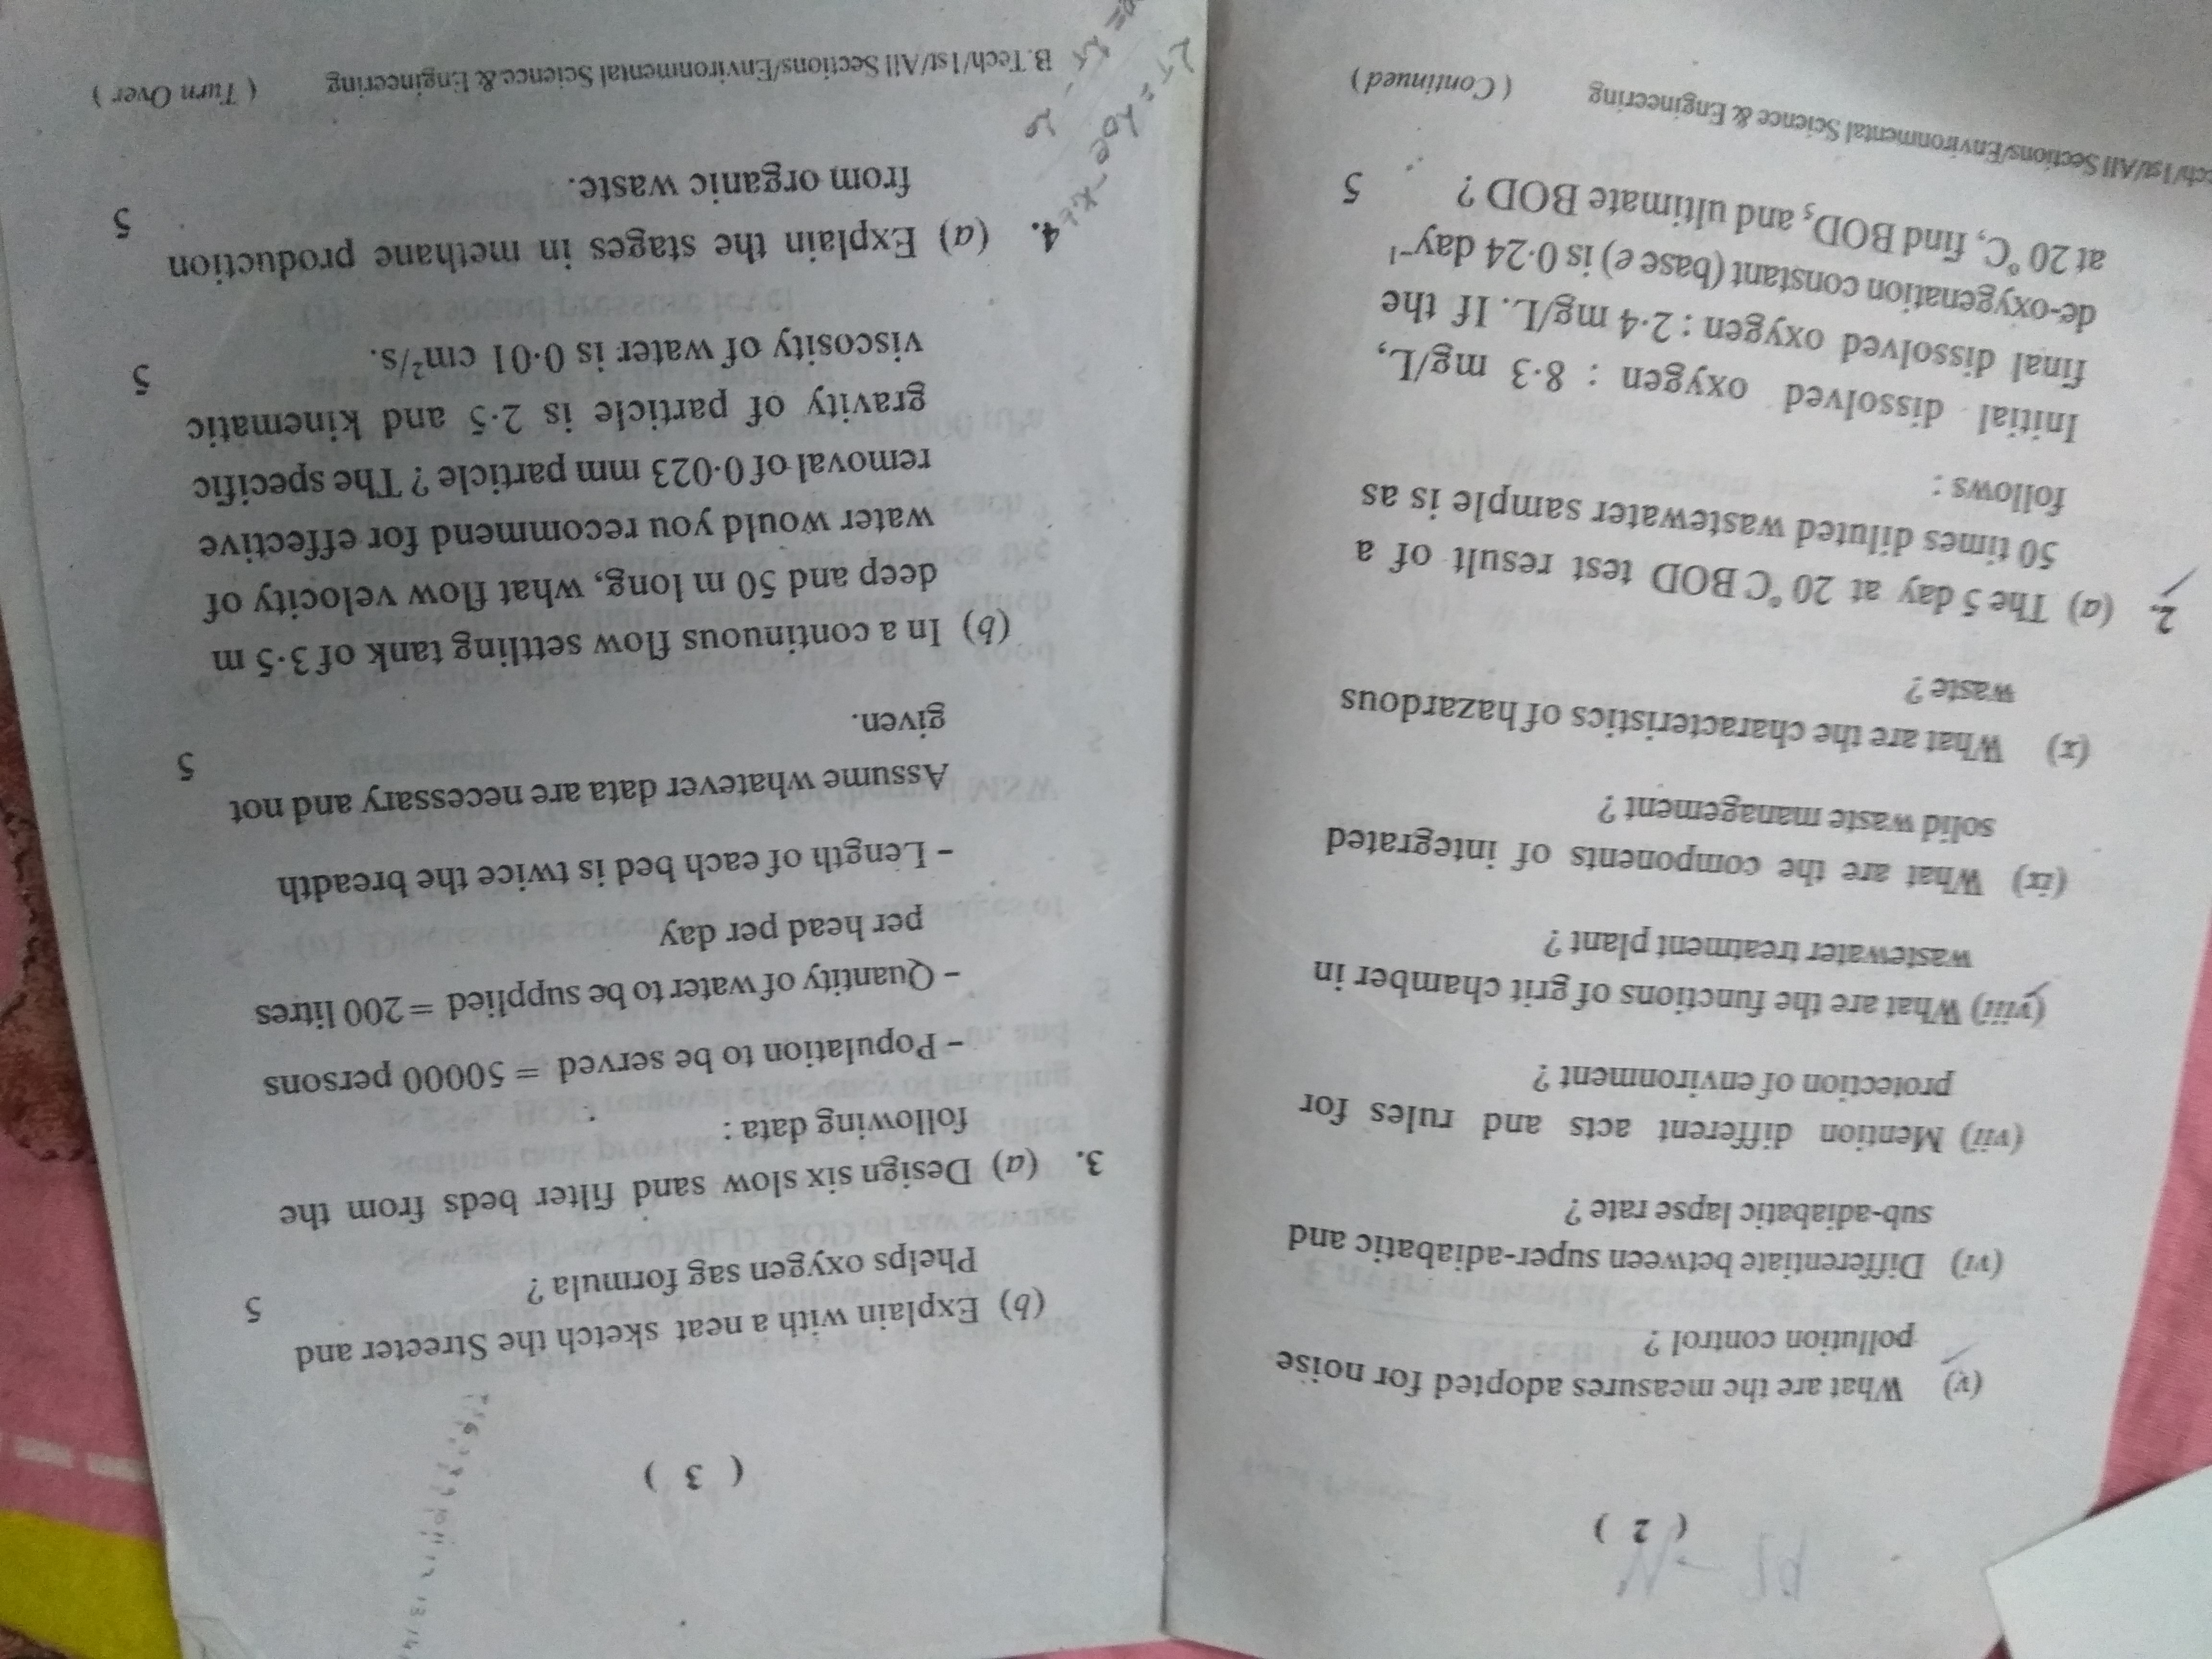 ( 2 )
(v) What are the measures adopted for noise
pollution control ?
(vi) Differentiate between super-adiabatic and
sub-adiabatic lapse rate ?
(vii) Mention different acts and rules for
protection of environment ?
(viii) What are the functions of grit chamber in
wastewater treatment plant ?
(ix) What are the components of integrated
solid waste management ?
(x) What are the characteristics of hazardous
waste ?
2. (a) The 5 day at 20 °C BOD test result of a
50 times diluted wastewater sample is as
follows :
Initial dissolved oxygen : 8·3 mg/L,
final dissolved oxygen : 2·4 mg/L. If the
de-oxygenation constant (base e) is 0·24 day⁻¹
at 20 °C, find BOD₅ and ultimate BOD ? 5
/1st/All Sections/Environmental Science & Engineering ( Continued )
( 3 )
(b) Explain with a neat sketch the Streeter and
Phelps oxygen sag formula ? 5
3. (a) Design six slow sand filter beds from the
following data :
– Population to be served = 50000 persons
– Quantity of water to be supplied = 200 litres
per head per day
– Length of each bed is twice the breadth
Assume whatever data are necessary and not
given. 5
(b) In a continuous flow settling tank of 3·5 m
deep and 50 m long, what flow velocity of
water would you recommend for effective
removal of 0·023 mm particle ? The specific
gravity of particle is 2·5 and kinematic
viscosity of water is 0·01 cm²/s. 5
4. (a) Explain the stages in methane production
from organic waste. 5
B.Tech/1st/All Sections/Environmental Science & Engineering ( Turn Over )